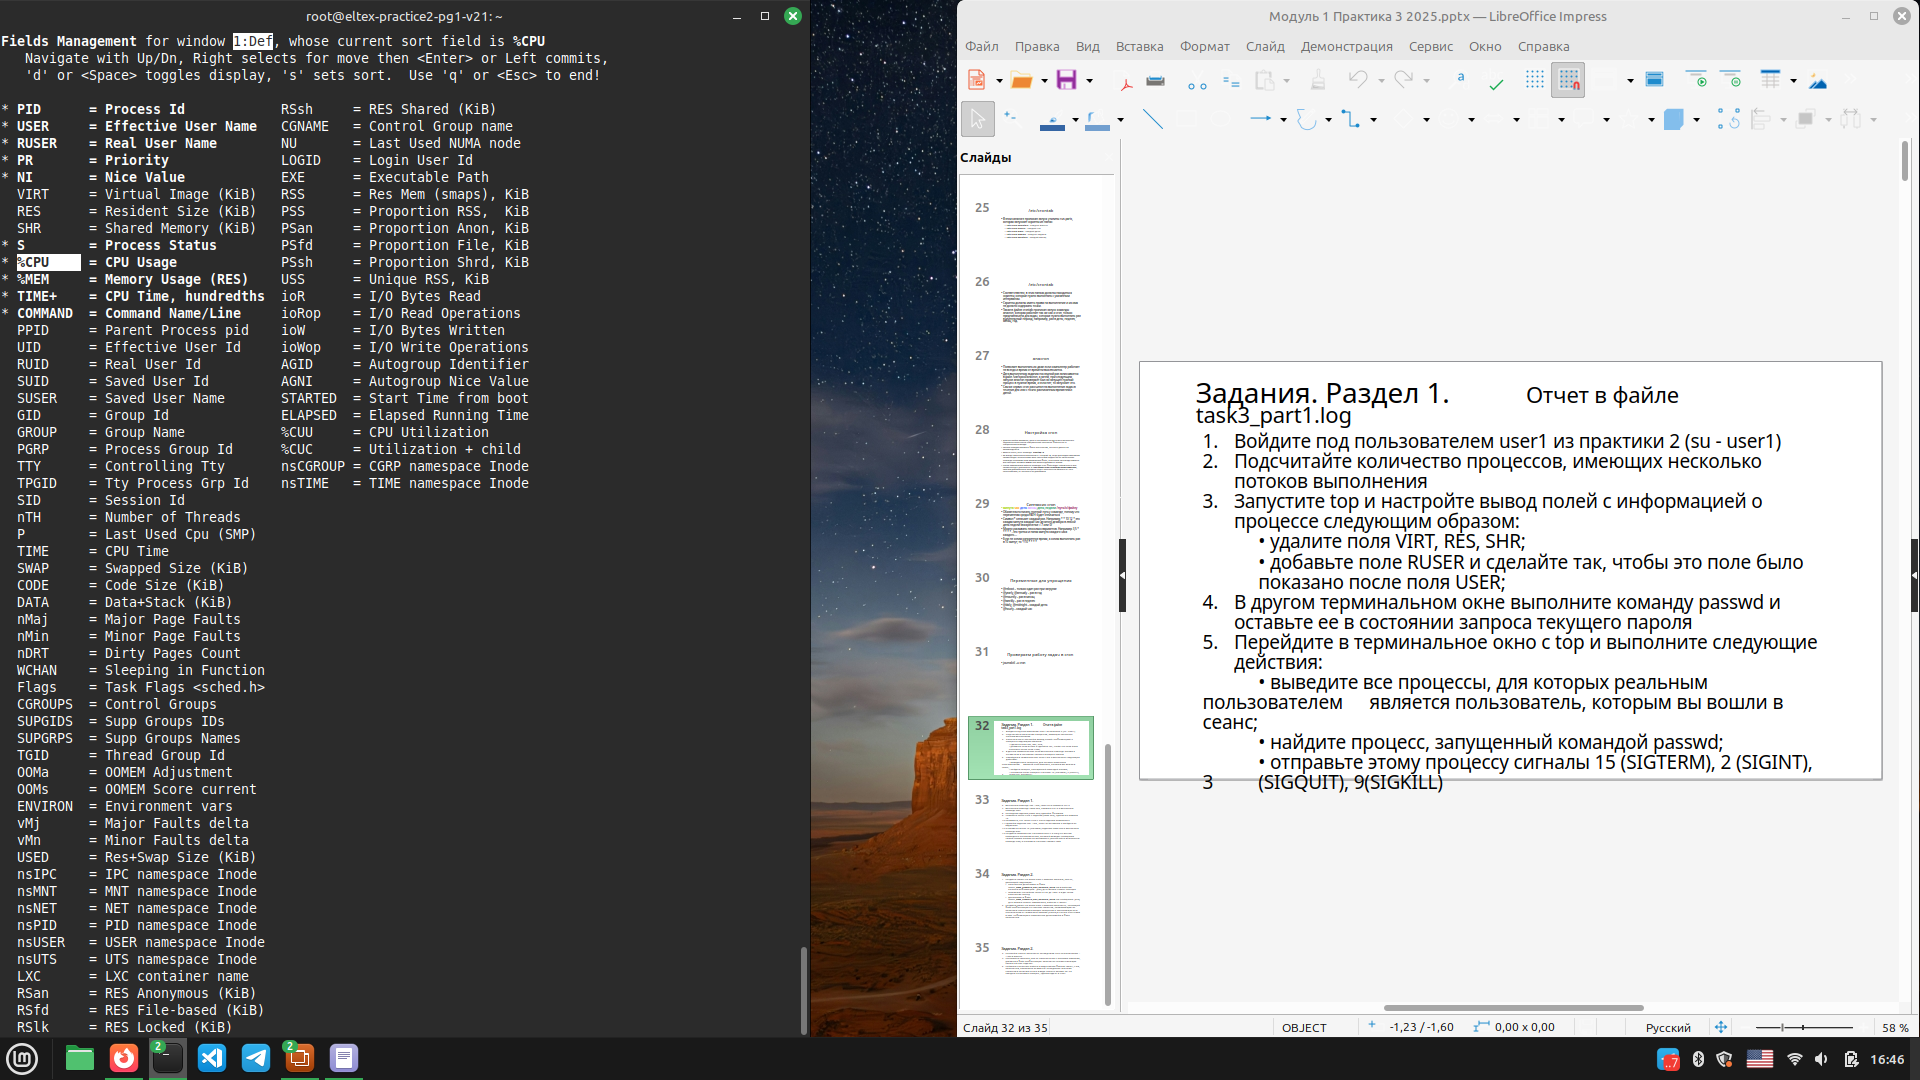 root@eltex-practice2-pg1-v21: ~
Fields Management for window 1:Def, whose current sort field is %CPU
Navigate with Up/Dn, Right selects for move then <Enter> or Left commits,
'd' or <Space> toggles display, 's' sets sort.  Use 'q' or <Esc> to end!
* PID = Process Id RSsh = RES Shared (KiB)
* USER = Effective User Name CGNAME = Control Group name
* RUSER = Real User Name NU = Last Used NUMA node
* PR = Priority LOGID = Login User Id
* NI = Nice Value EXE = Executable Path
VIRT = Virtual Image (KiB) RSS = Res Mem (smaps), KiB
RES = Resident Size (KiB) PSS = Proportion RSS,  KiB
SHR = Shared Memory (KiB) PSan = Proportion Anon, KiB
* S = Process Status PSfd = Proportion File, KiB
* %CPU = CPU Usage PSsh = Proportion Shrd, KiB
* %MEM = Memory Usage (RES) USS = Unique RSS, KiB
* TIME+ = CPU Time, hundredths ioR = I/O Bytes Read
* COMMAND = Command Name/Line ioRop = I/O Read Operations
PPID = Parent Process pid ioW = I/O Bytes Written
UID = Effective User Id ioWop = I/O Write Operations
RUID = Real User Id AGID = Autogroup Identifier
SUID = Saved User Id AGNI = Autogroup Nice Value
SUSER = Saved User Name STARTED = Start Time from boot
GID = Group Id ELAPSED = Elapsed Running Time
GROUP = Group Name %CUU = CPU Utilization
PGRP = Process Group Id %CUC = Utilization + child
TTY = Controlling Tty nsCGROUP = CGRP namespace Inode
TPGID = Tty Process Grp Id nsTIME = TIME namespace Inode
SID = Session Id
nTH = Number of Threads
P = Last Used Cpu (SMP)
TIME = CPU Time
SWAP = Swapped Size (KiB)
CODE = Code Size (KiB)
DATA = Data+Stack (KiB)
nMaj = Major Page Faults
nMin = Minor Page Faults
nDRT = Dirty Pages Count
WCHAN = Sleeping in Function
Flags = Task Flags <sched.h>
CGROUPS = Control Groups
SUPGIDS = Supp Groups IDs
SUPGRPS = Supp Groups Names
TGID = Thread Group Id
OOMa = OOMEM Adjustment
OOMs = OOMEM Score current
ENVIRON = Environment vars
vMj = Major Faults delta
vMn = Minor Faults delta
USED = Res+Swap Size (KiB)
nsIPC = IPC namespace Inode
nsMNT = MNT namespace Inode
nsNET = NET namespace Inode
nsPID = PID namespace Inode
nsUSER = USER namespace Inode
nsUTS = UTS namespace Inode
LXC = LXC container name
RSan = RES Anonymous (KiB)
RSfd = RES File-based (KiB)
RSlk = RES Locked (KiB)
Модуль 1 Практика 3 2025.pptx — LibreOffice Impress
Файл Правка Вид Вставка Формат Слайд Демонстрация Сервис Окно Справка
Слайды
25
/etc/crontab
26
/etc/crontab
27
anacron
28
Настройки cron
29
30
Переменные для упрощения
31
Проверяем работу задач в cron
32
33
Задания. Раздел 1.
34
Задания. Раздел 2.
35
Задания. Раздел 2.
Задания. Раздел 1. Отчет в файле
task3_part1.log
1. Войдите под пользователем user1 из практики 2 (su - user1)
2. Подсчитайте количество процессов, имеющих несколько
потоков выполнения
3. Запустите top и настройте вывод полей с информацией о
процессе следующим образом:
• удалите поля VIRT, RES, SHR;
• добавьте поле RUSER и сделайте так, чтобы это поле было
показано после поля USER;
4. В другом терминальном окне выполните команду passwd и
оставьте ее в состоянии запроса текущего пароля
5. Перейдите в терминальное окно с top и выполните следующие
действия:
• выведите все процессы, для которых реальным
пользователем является пользователь, которым вы вошли в
сеанс;
• найдите процесс, запущенный командой passwd;
• отправьте этому процессу сигналы 15 (SIGTERM), 2 (SIGINT),
3 (SIGQUIT), 9(SIGKILL)
Слайд 32 из 35 OBJECT -1,23 / -1,60 0,00 x 0,00 Русский 58 %
2 2 16:46